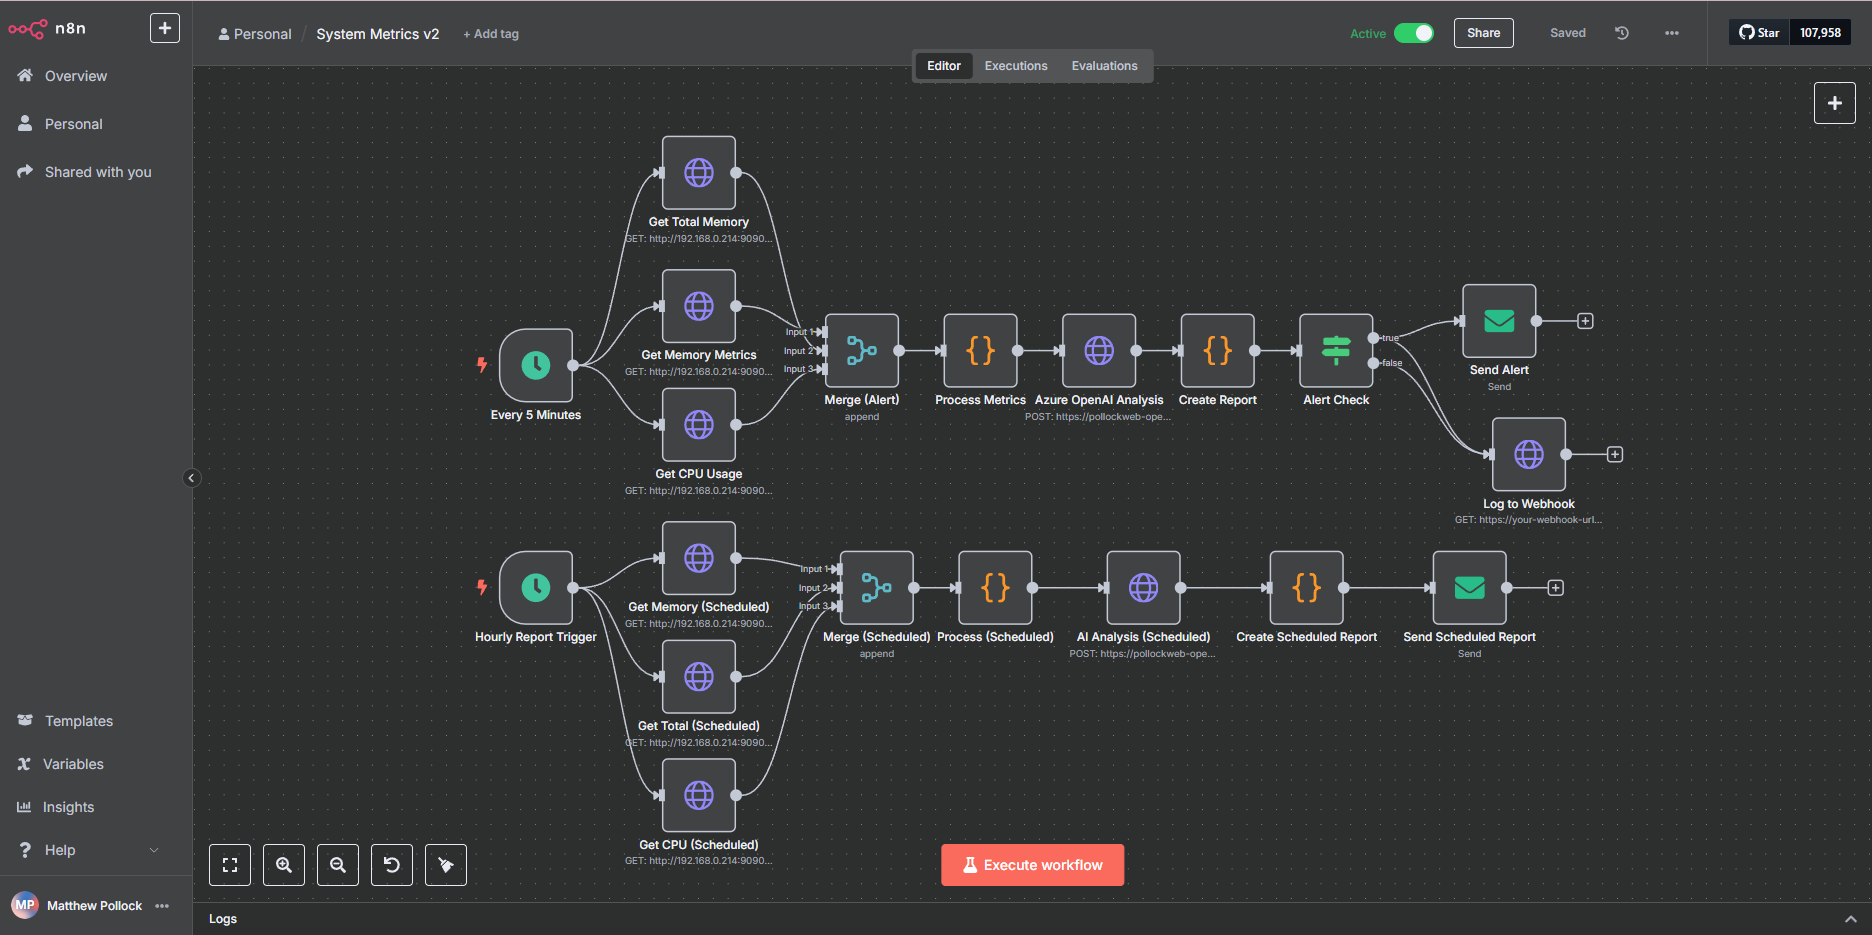 n8n
Personal / System Metrics v2 + Add tag
Active Share Saved Star 107,958
Editor Executions Evaluations
Overview
Personal
Shared with you
Get Total Memory
GET: http://192.168.0.214:9090...
Get Memory Metrics
GET: http://192.168.0.214:9090...
Every 5 Minutes
Get CPU Usage
GET: http://192.168.0.214:9090...
Input 1
Input 2
Input 3
Merge (Alert)
append
Process Metrics
Azure OpenAI Analysis
POST: https://pollockweb-ope...
Create Report
Alert Check
true
false
Send Alert
Send
Log to Webhook
GET: https://your-webhook-url...
Hourly Report Trigger
Get Memory (Scheduled)
GET: http://192.168.0.214:9090...
Get Total (Scheduled)
GET: http://192.168.0.214:9090...
Get CPU (Scheduled)
GET: http://192.168.0.214:9090...
Input 1
Input 2
Input 3
Merge (Scheduled)
append
Process (Scheduled)
AI Analysis (Scheduled)
POST: https://pollockweb-ope...
Create Scheduled Report
Send Scheduled Report
Send
Templates
Variables
Insights
Help
MP Matthew Pollock
Execute workflow
Logs